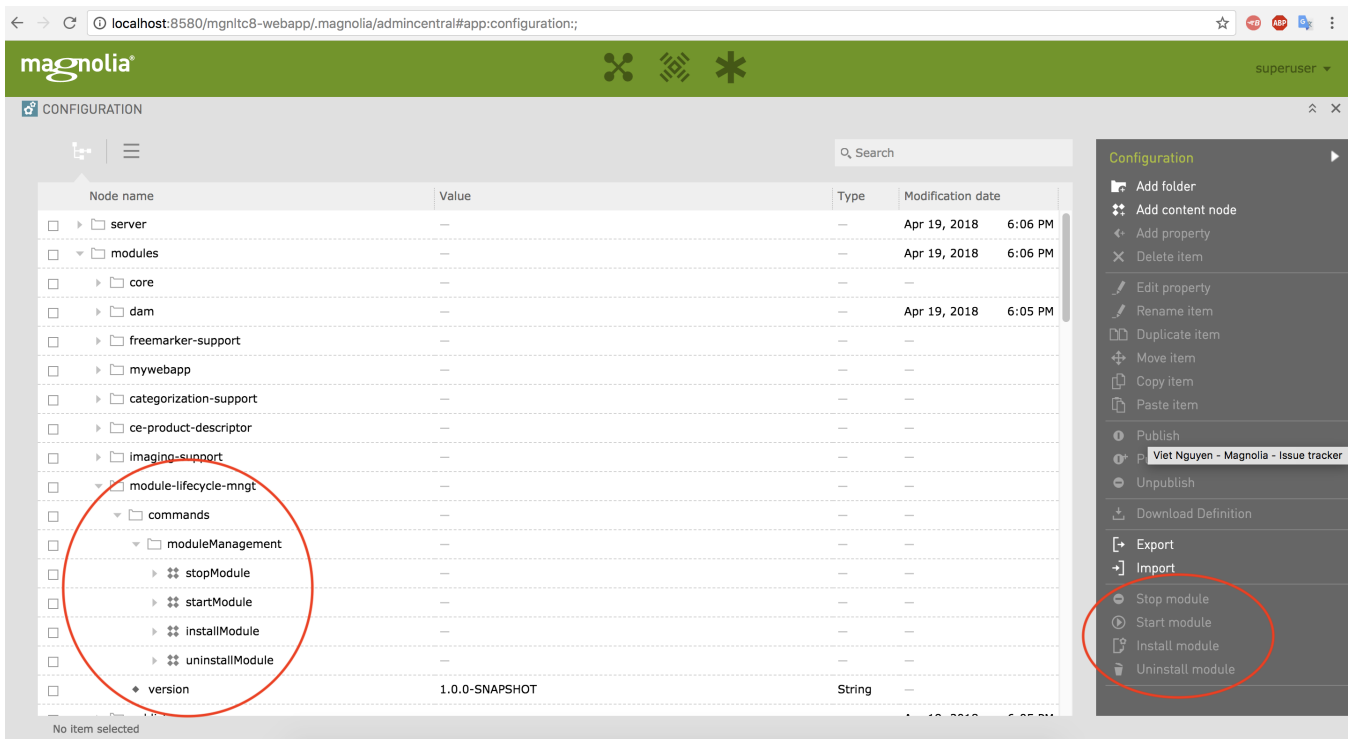 localhost:8580/mgnltc8-webapp/.magnolia/admincentral#app:configuration:;
ABP
magnolia®
superuser
CONFIGURATION
Search
Node name Value Type Modification date
server — — Apr 19, 2018 6:06 PM
modules — — Apr 19, 2018 6:06 PM
core — — —
dam — — Apr 19, 2018 6:05 PM
freemarker-support — — —
mywebapp — — —
categorization-support — — —
ce-product-descriptor — — —
imaging-support — — —
module-lifecycle-mngt — — —
commands — — —
moduleManagement — — —
stopModule — — —
startModule — — —
installModule — — —
uninstallModule — — —
version 1.0.0-SNAPSHOT String —
No item selected
Configuration
Add folder
Add content node
Add property
Delete item
Edit property
Rename item
Duplicate item
Move item
Copy item
Paste item
Publish
Viet Nguyen - Magnolia - Issue tracker
Unpublish
Download Definition
Export
Import
Stop module
Start module
Install module
Uninstall module